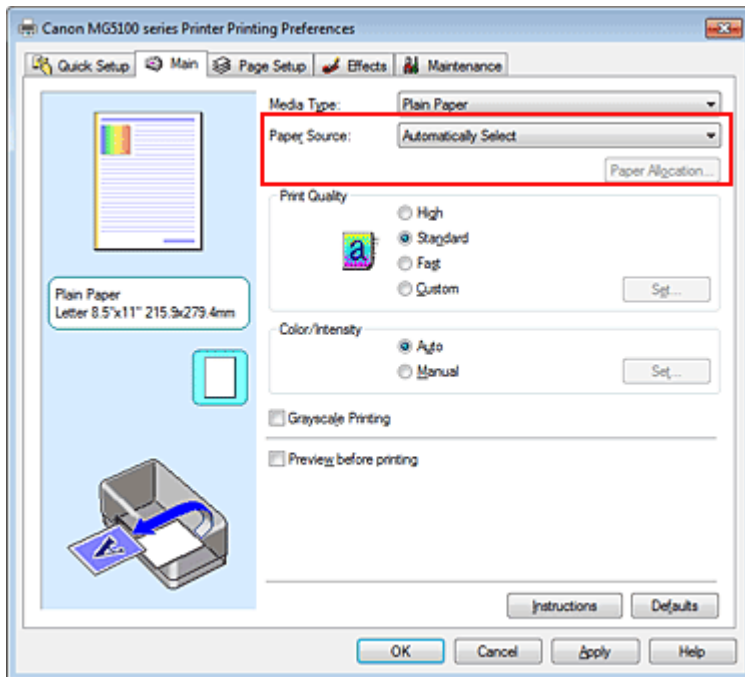 Canon MG5100 series Printer Printing Preferences
Quick Setup Main Page Setup Effects Maintenance
Media Type: Plain Paper
Paper Source: Automatically Select
Paper Allocation...
Print Quality
High
Standard
Fast
Custom Set...
Plain Paper
Letter 8.5"x11" 215.9x279.4mm
Color/Intensity
Auto
Manual Set...
Grayscale Printing
Preview before printing
Instructions Defaults
OK Cancel Apply Help